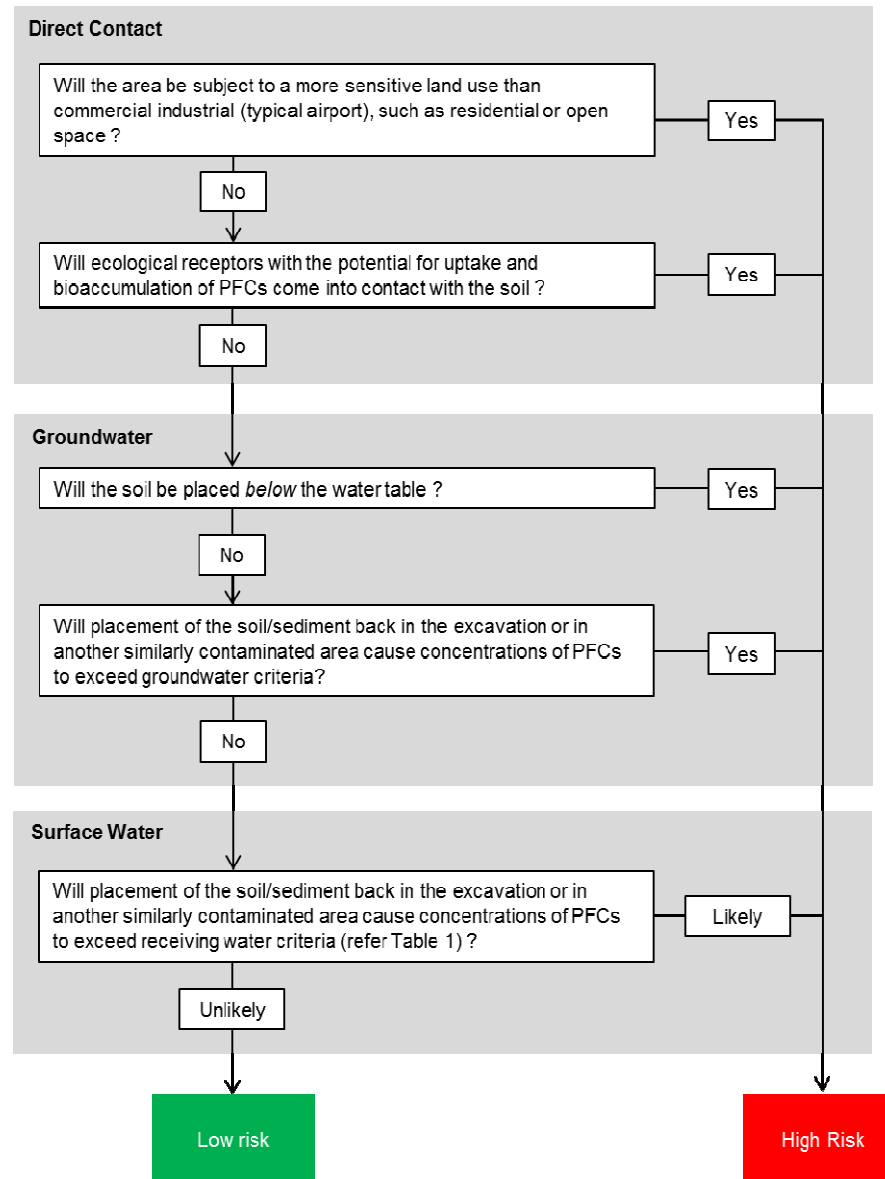 Direct Contact
Will the area be subject to a more sensitive land use than
commercial industrial (typical airport), such as residential or open
space ?
Yes
No
Will ecological receptors with the potential for uptake and
bioaccumulation of PFCs come into contact with the soil ?
Yes
No
Groundwater
Will the soil be placed below the water table ?
Yes
No
Will placement of the soil/sediment back in the excavation or in
another similarly contaminated area cause concentrations of PFCs
to exceed groundwater criteria?
Yes
No
Surface Water
Will placement of the soil/sediment back in the excavation or in
another similarly contaminated area cause concentrations of PFCs
to exceed receiving water criteria (refer Table 1) ?
Likely
Unlikely
Low risk
High Risk